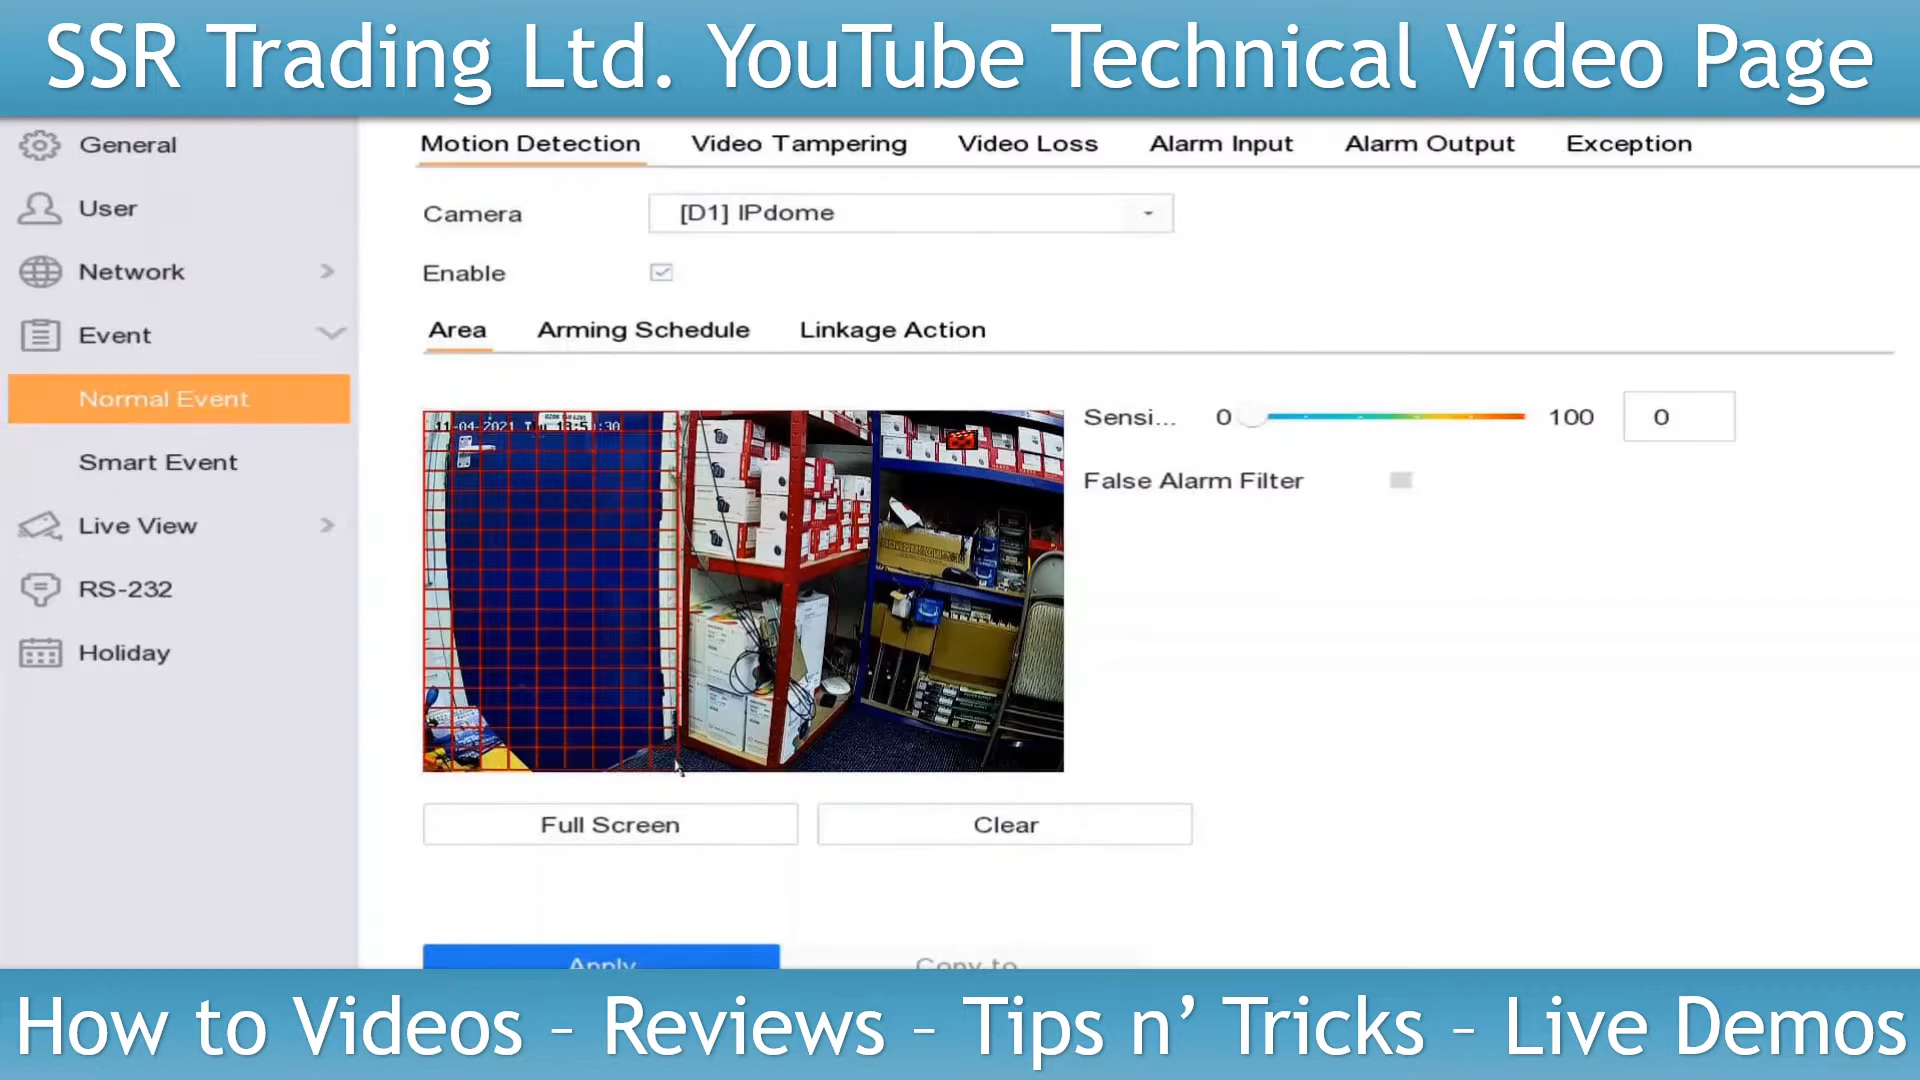 SSR Trading Ltd. YouTube Technical Video Page
General
User
Network
Event
Normal Event
Smart Event
Live View
RS-232
Holiday
Motion Detection Video Tampering Video Loss Alarm Input Alarm Output Exception
Camera [D1] IPdome
Enable
Area Arming Schedule Linkage Action
11-04-2021
Sensi... 0 100 0
False Alarm Filter
Full Screen Clear
Apply Copy to
How to Videos - Reviews - Tips n’ Tricks - Live Demos